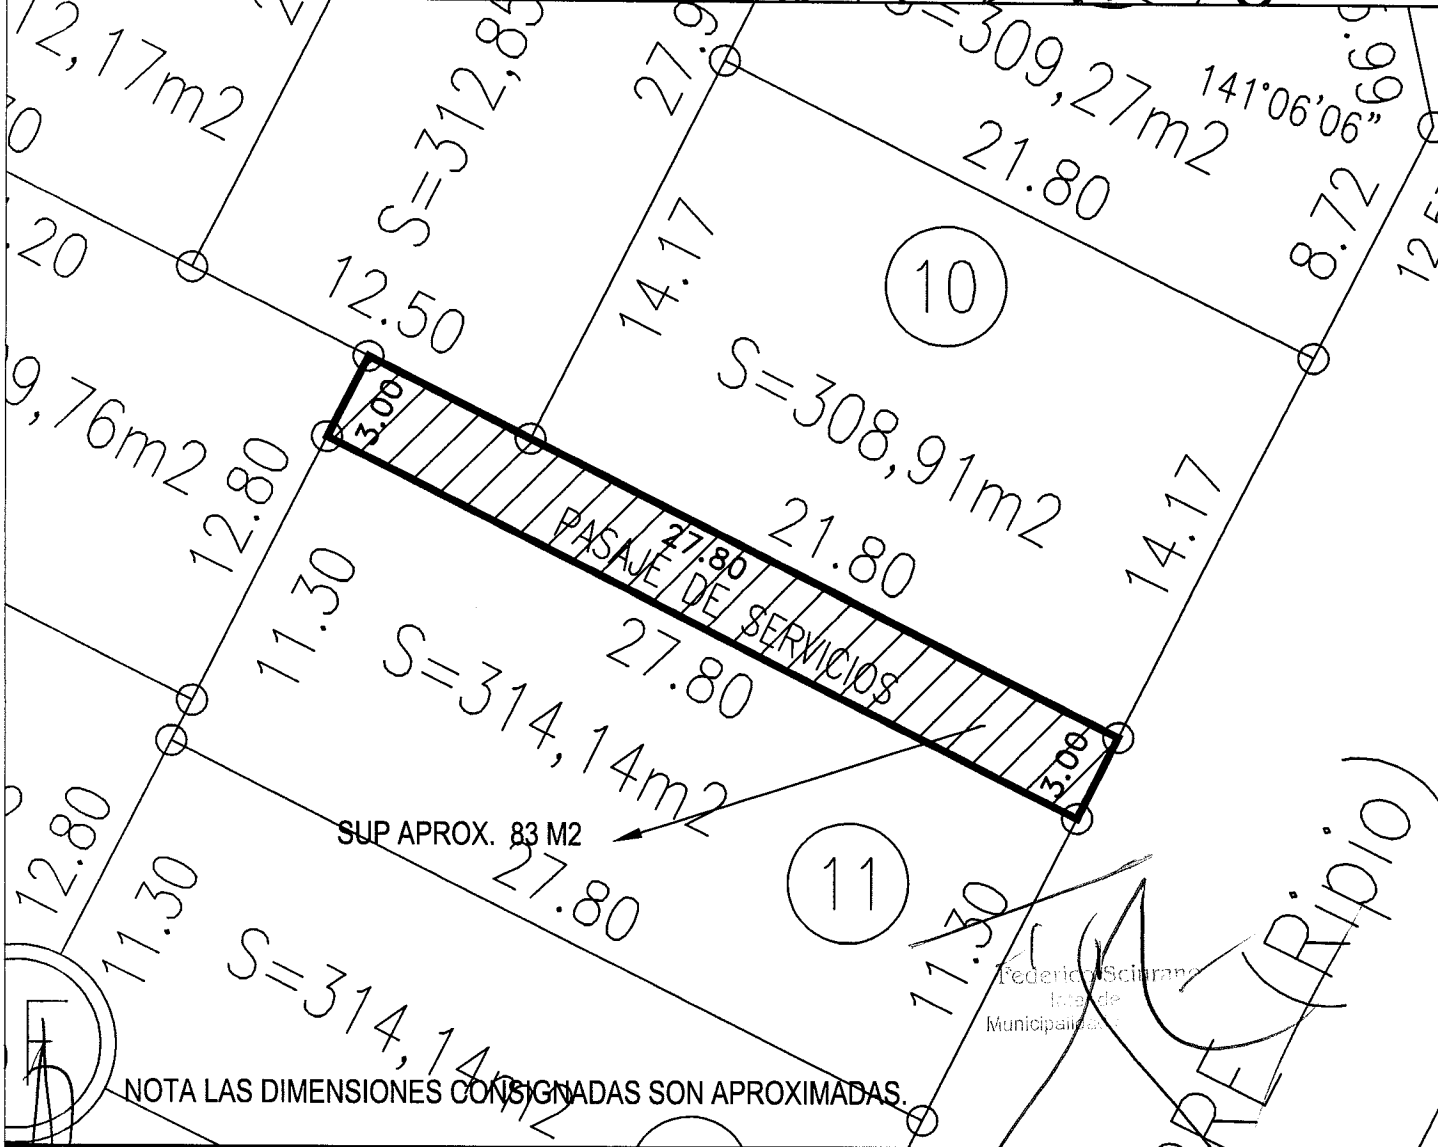 12,17m2
S=312,85
27.9
S=309,27m2
141°06'06"
21.80
8.72
.20
12.50
14.17
10
S=308,91m2
9,76m2
3.00
12.80
11.30
27.80
PASAJE DE SERVICIOS
21.80
14.17
27.80
S=314,14m2
3.00
SUP APROX. 83 M2
27.80
11
12.80
11.30
11.30
(Ripio)
Federico Sciurano
Municipalidad
S=314,14m2
F
NOTA LAS DIMENSIONES CONSIGNADAS SON APROXIMADAS.